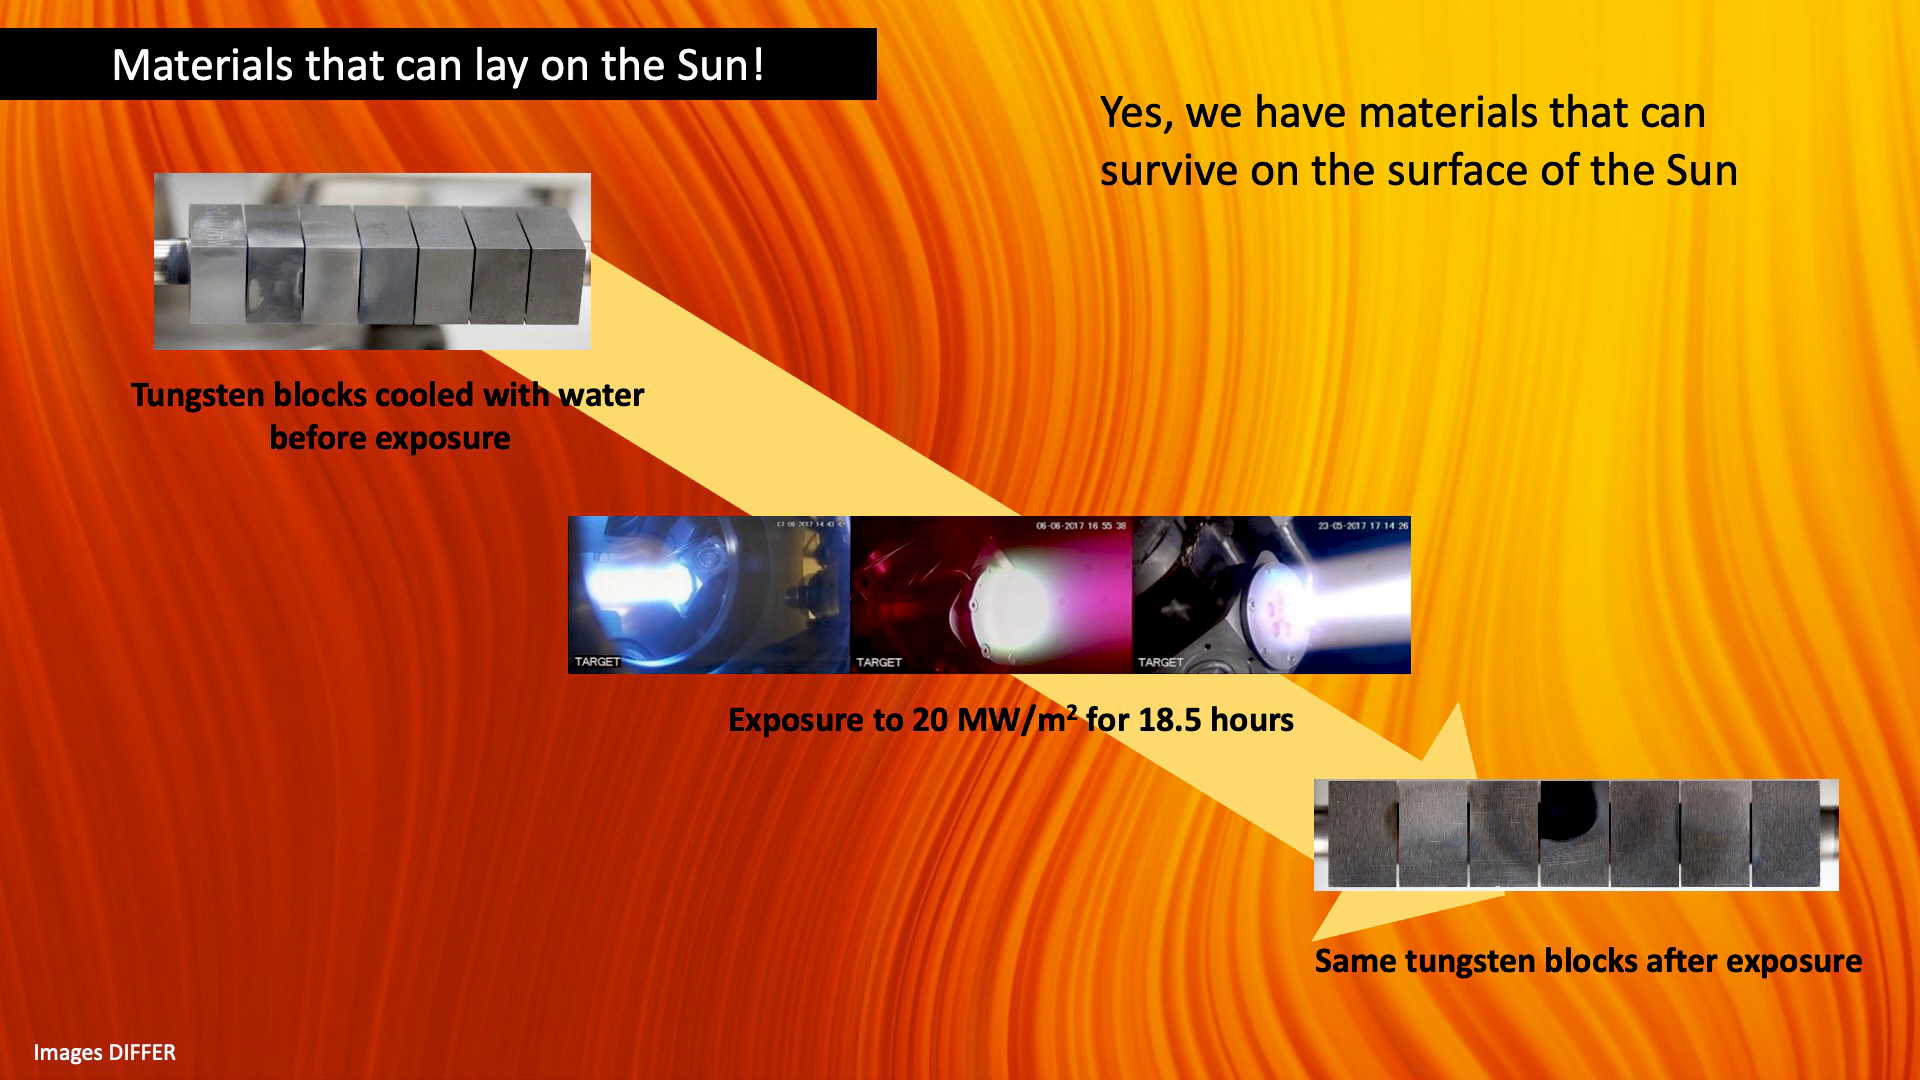 Materials that can lay on the Sun!
Yes, we have materials that can
survive on the surface of the Sun
Tungsten blocks cooled with water
before exposure
06-06-2017 16 55 38
23-05-2017 17 14 26
TARGET
TARGET
TARGET
Exposure to 20 MW/m² for 18.5 hours
Same tungsten blocks after exposure
Images DIFFER